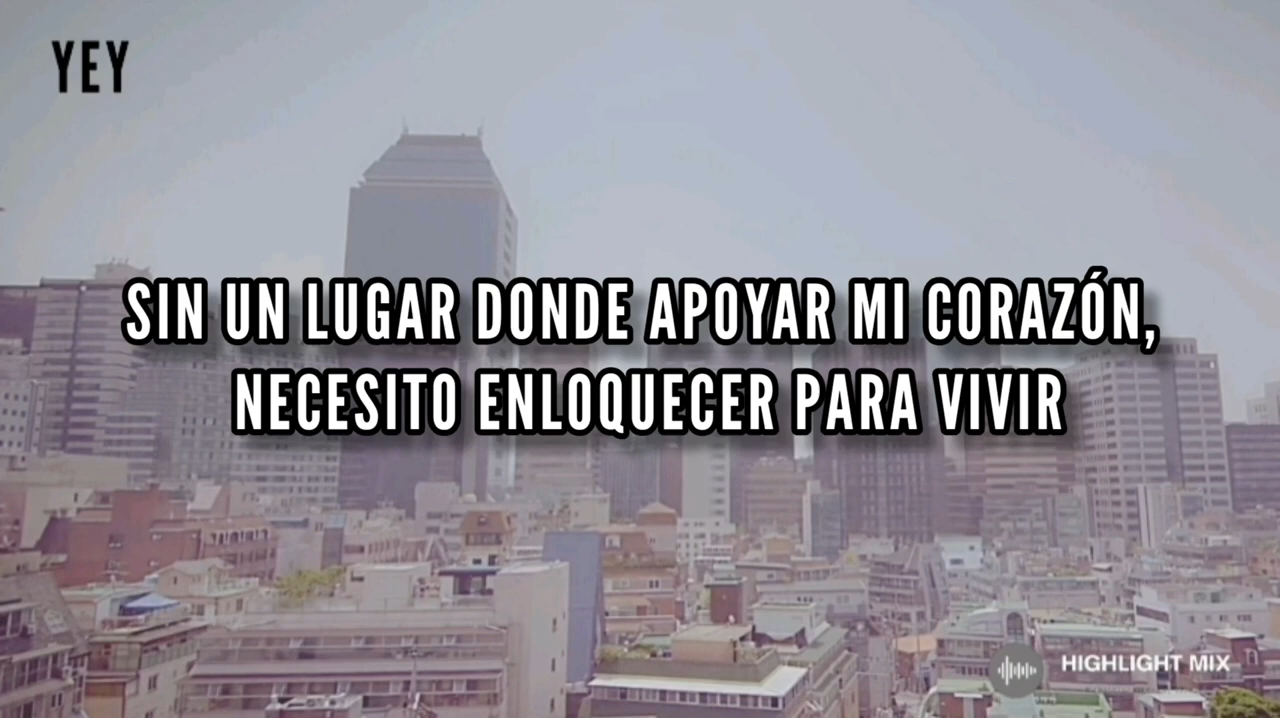 YEY
SIN UN LUGAR DONDE APOYAR MI CORAZÓN,
NECESITO ENLOQUECER PARA VIVIR
HIGHLIGHT MIX